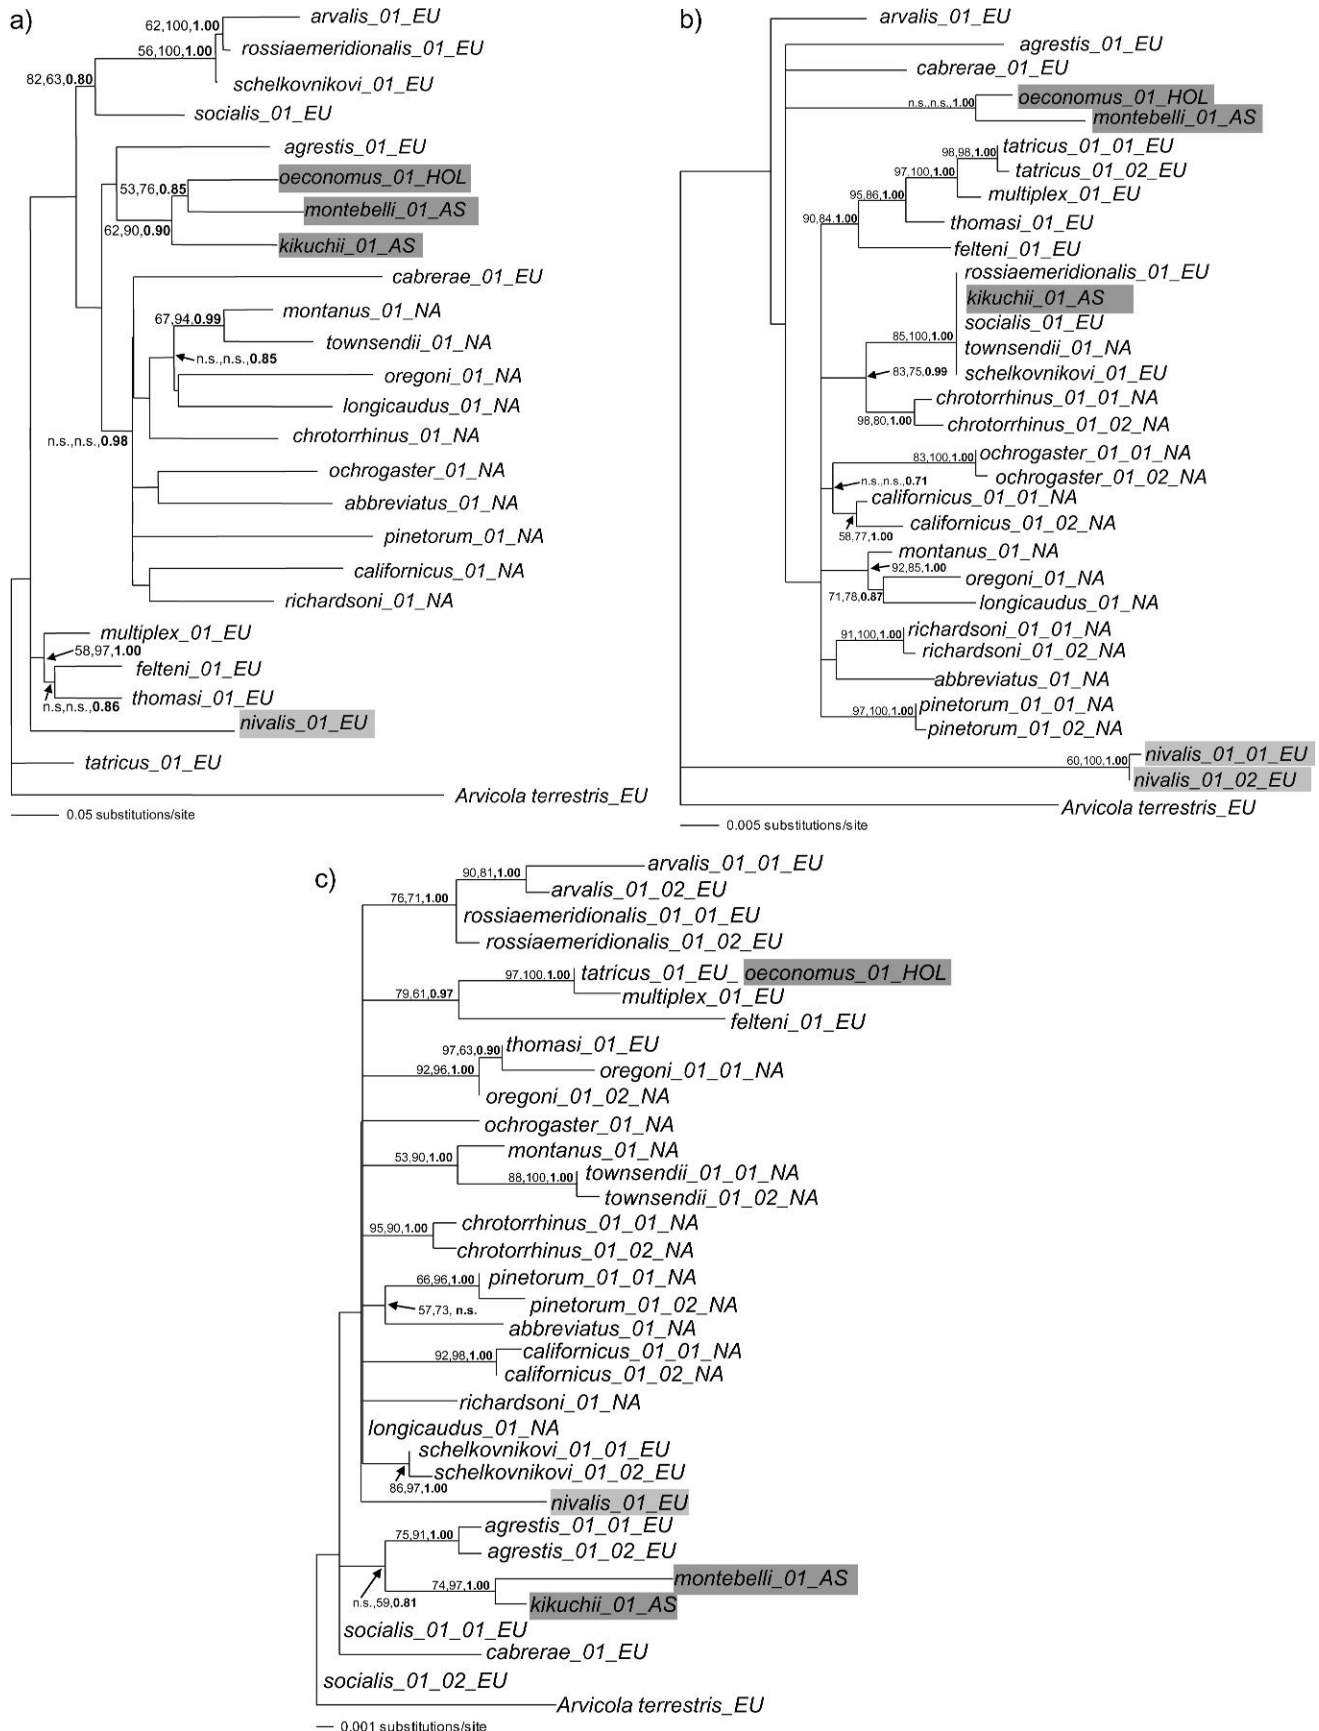 a)
62,100,1.00
arvalis_01_EU
56,100,1.00
rossiaemeridionalis_01_EU
82,63,0.80
schelkovnikovi_01_EU
socialis_01_EU
agrestis_01_EU
53,76,0.85
oeconomus_01_HOL
montebelli_01_AS
62,90,0.90
kikuchii_01_AS
cabrerae_01_EU
67,94,0.99
montanus_01_NA
townsendii_01_NA
n.s.,n.s.,0.85
oregoni_01_NA
longicaudus_01_NA
n.s.,n.s.,0.98
chrotorrhinus_01_NA
ochrogaster_01_NA
abbreviatus_01_NA
pinetorum_01_NA
californicus_01_NA
richardsoni_01_NA
multiplex_01_EU
58,97,1.00
felteni_01_EU
thomasi_01_EU
n.s,n.s.,0.86
nivalis_01_EU
tatricus_01_EU
Arvicola terrestris_EU
0.05 substitutions/site
b)
arvalis_01_EU
agrestis_01_EU
cabrerae_01_EU
n.s.,n.s.,1.00
oeconomus_01_HOL
montebelli_01_AS
98,98,1.00
tatricus_01_01_EU
97,100,1.00
tatricus_01_02_EU
95,86,1.00
multiplex_01_EU
90,84,1.00
thomasi_01_EU
felteni_01_EU
rossiaemeridionalis_01_EU
kikuchii_01_AS
socialis_01_EU
85,100,1.00
townsendii_01_NA
83,75,0.99
schelkovnikovi_01_EU
chrotorrhinus_01_01_NA
98,80,1.00
chrotorrhinus_01_02_NA
83,100,1.00
ochrogaster_01_01_NA
n.s.,n.s.,0.71
ochrogaster_01_02_NA
californicus_01_01_NA
californicus_01_02_NA
58,77,1.00
montanus_01_NA
92,85,1.00
oregoni_01_NA
71,78,0.87
longicaudus_01_NA
91,100,1.00
richardsoni_01_01_NA
richardsoni_01_02_NA
abbreviatus_01_NA
97,100,1.00
pinetorum_01_01_NA
pinetorum_01_02_NA
60,100,1.00
nivalis_01_01_EU
nivalis_01_02_EU
Arvicola terrestris_EU
0.005 substitutions/site
c)
90,81,1.00
arvalis_01_01_EU
76,71,1.00
arvalis_01_02_EU
rossiaemeridionalis_01_01_EU
rossiaemeridionalis_01_02_EU
97.100,1.00
tatricus_01_EU_ oeconomus_01_HOL
79,61,0.97
multiplex_01_EU
felteni_01_EU
97,63,0.90
thomasi_01_EU
92,96,1.00
oregoni_01_01_NA
oregoni_01_02_NA
ochrogaster_01_NA
53,90,1.00
montanus_01_NA
88,100,1.00
townsendii_01_01_NA
townsendii_01_02_NA
95,90,1.00
chrotorrhinus_01_01_NA
chrotorrhinus_01_02_NA
66,96,1.00
pinetorum_01_01_NA
57,73, n.s.
pinetorum_01_02_NA
abbreviatus_01_NA
92,98,1.00
californicus_01_01_NA
californicus_01_02_NA
richardsoni_01_NA
longicaudus_01_NA
schelkovnikovi_01_01_EU
schelkovnikovi_01_02_EU
86,97,1.00
nivalis_01_EU
75,91,1.00
agrestis_01_01_EU
agrestis_01_02_EU
74,97,1.00
montebelli_01_AS
n.s.,59,0.81
kikuchii_01_AS
socialis_01_01_EU
cabrerae_01_EU
socialis_01_02_EU
Arvicola terrestris_EU
0.001 substitutions/site